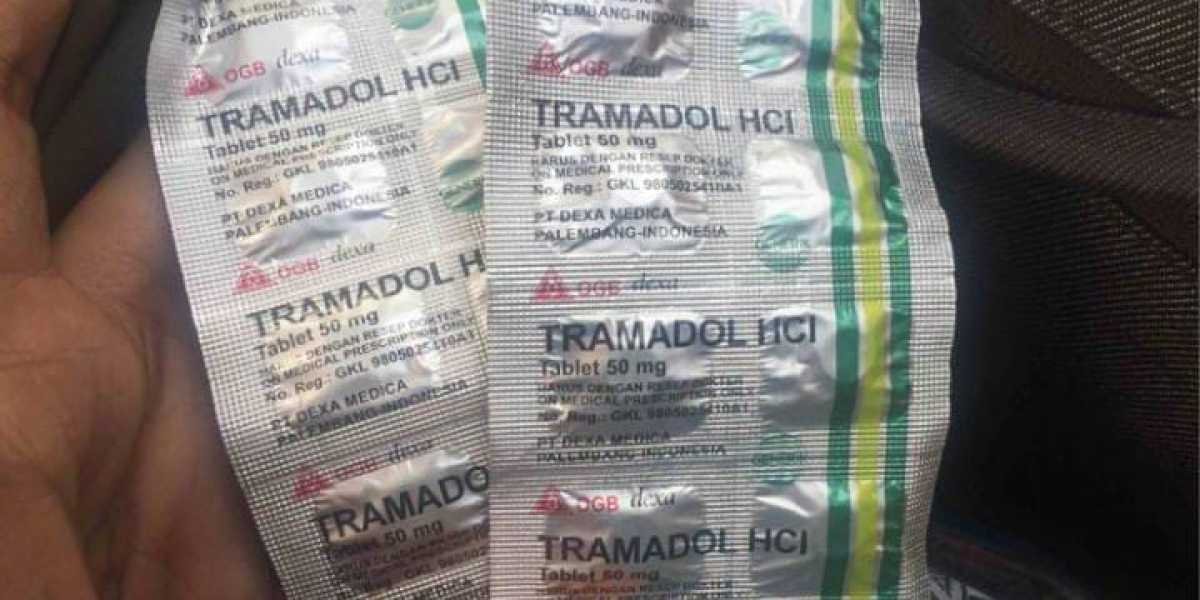 PT DEXA MEDICA
PALEMBANG-INDONESIA
OGB dexa
TRAMADOL HCl
Tablet 50 mg
HARUS DENGAN RESEP DOKTER
ON MEDICAL PRESCRIPTION ONLY
No. Reg.: GKL 9805025410A1
PT DEXA MEDICA
PALEMBANG-INDONESIA
OGB dexa
TRAMADOL H
Tablet 50 mg
DENGAN RESEP DOKTER
ON MEDICAL PRESCRIPTION ONLY
No. Reg.: GKL 9805025410A1
PT DEXA MEDICA
PALEMBANG-INDONESIA
OGB dexa
TRAMADO
Tablet 50 mg
PALEMBANG-INDONESIA
OGB dexa
TRAMADOL HCl
Tablet 50 mg
HARUS DENGAN RESEP DOKTER
ON MEDICAL PRESCRIPTION ONLY
No. Reg.: GKL 9805025410A1
PT DEXA MEDICA
PALEMBANG-INDONESIA
GENERIK
OGB dexa
TRAMADOL HCl
Tablet 50 mg
HARUS DENGAN RESEP DOKTER
ON MEDICAL PRESCRIPTION ONLY
No. Reg.: GKL 9805025410A1
PT DEXA MEDICA
PALEMBANG-INDONESIA
OGB dexa
TRAMADOL HCl
Tablet 50 mg